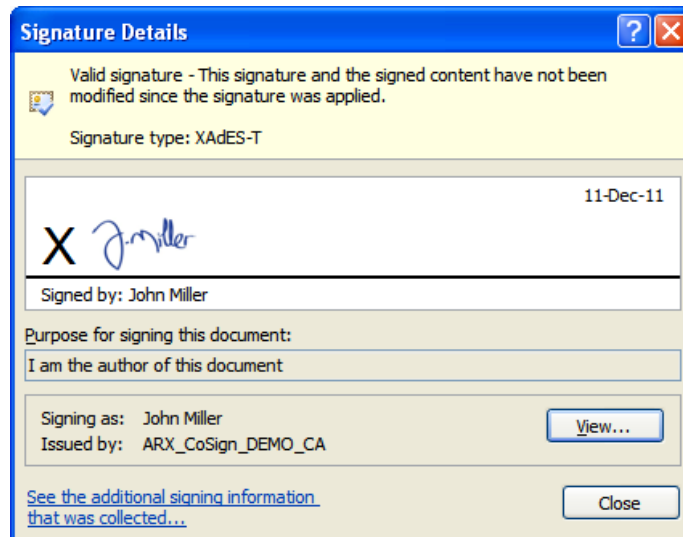 Signature Details
?
Valid signature - This signature and the signed content have not been
modified since the signature was applied.
Signature type: XAdES-T
11-Dec-11
X J.Miller
Signed by: John Miller
Purpose for signing this document:
I am the author of this document
Signing as: John Miller
View...
Issued by: ARX_CoSign_DEMO_CA
See the additional signing information
that was collected...
Close